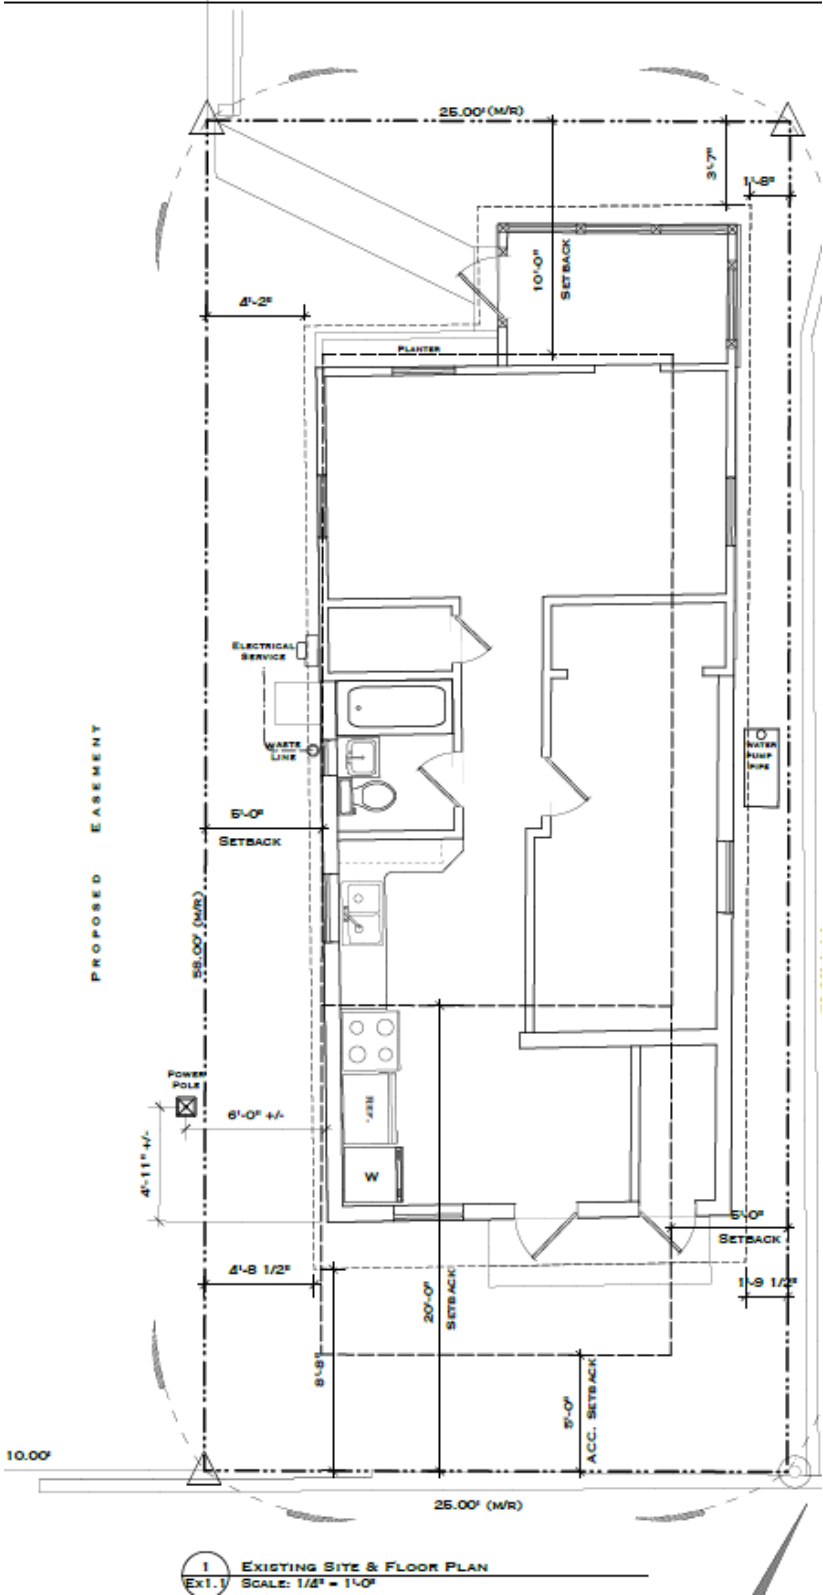 25.00' (M/R)
3'-7"
1'-8"
10'-0"
SETBACK
4'-2"
PLANTER
ELECTRICAL
SERVICE
WASTE
LINE
WATER
PUMP
PIPE
PROPOSED EASEMENT
5'-0"
SETBACK
58.00' (M/R)
POWER
POLE
6'-0" +/-
REF.
4'-11" +/-
W
5'-0"
SETBACK
4'-8 1/2"
20'-0"
SETBACK
1'-9 1/2"
8'-8"
5'-0"
ACC. SETBACK
10.00'
25.00' (M/R)
1 EXISTING SITE & FLOOR PLAN
EX1.1 SCALE: 1/4" = 1'-0"